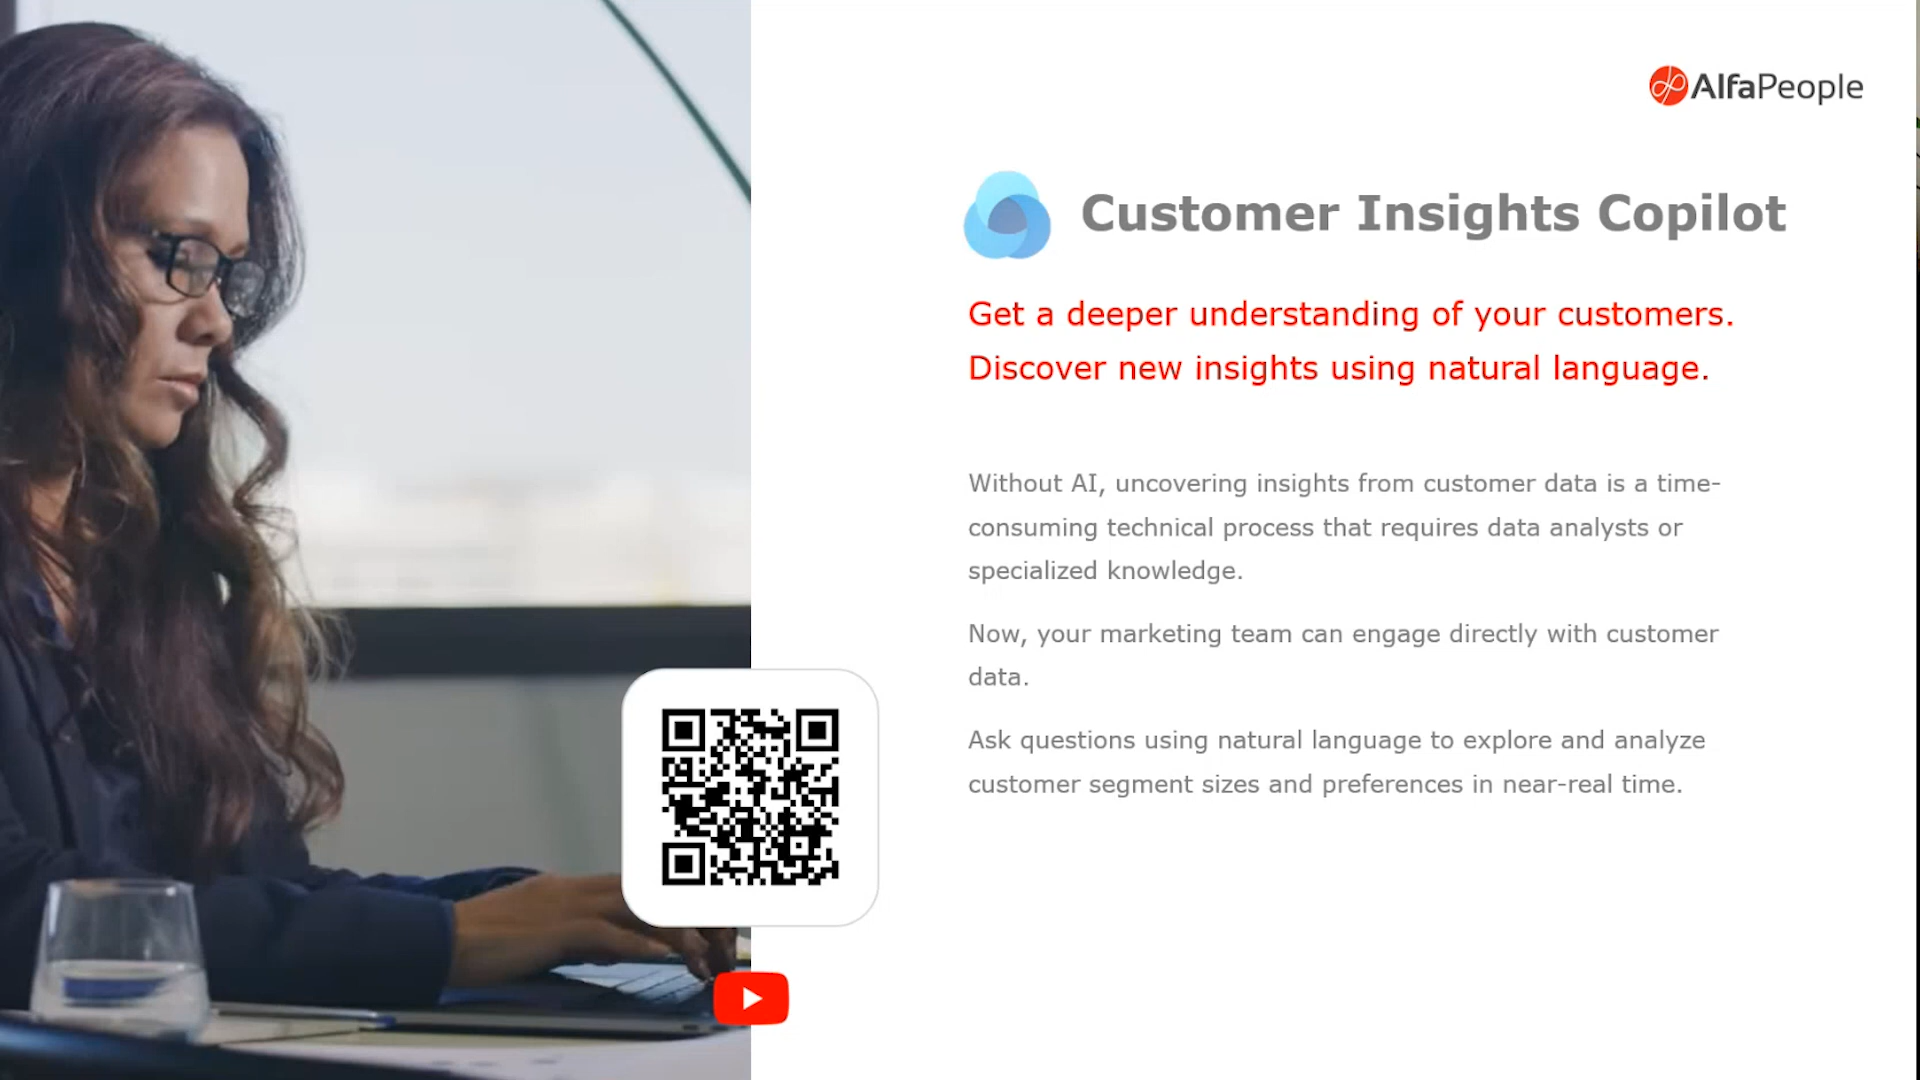 AlfaPeople
Customer Insights Copilot
Get a deeper understanding of your customers.
Discover new insights using natural language.
Without AI, uncovering insights from customer data is a time-
consuming technical process that requires data analysts or
specialized knowledge.
Now, your marketing team can engage directly with customer
data.
Ask questions using natural language to explore and analyze
customer segment sizes and preferences in near-real time.